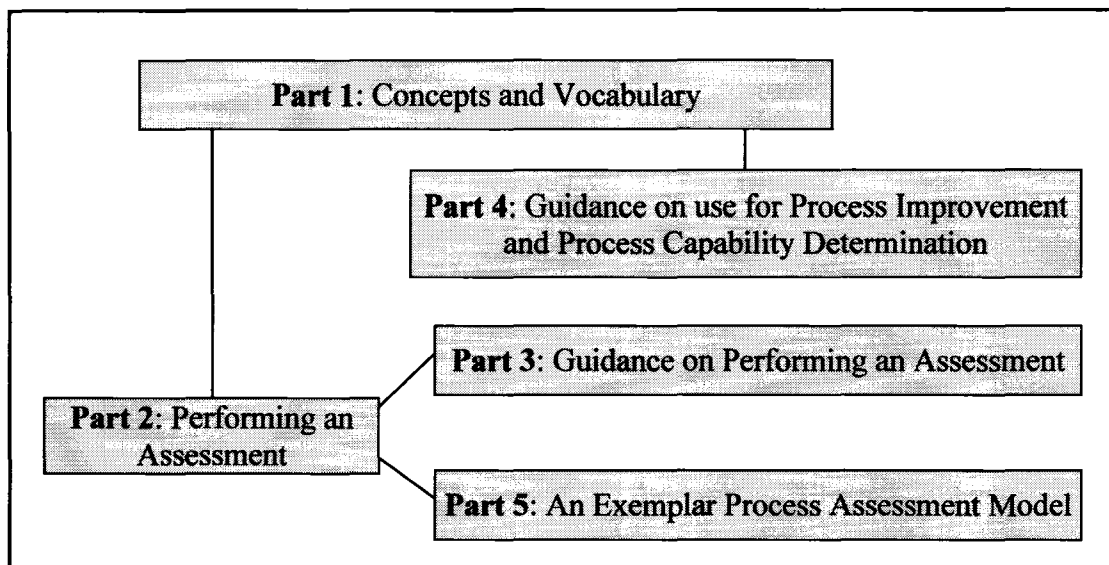 Part 1: Concepts and Vocabulary
Part 4: Guidance on use for Process Improvement
and Process Capability Determination
Part 3: Guidance on Performing an Assessment
Part 2: Performing an
Assessment
Part 5: An Exemplar Process Assessment Model